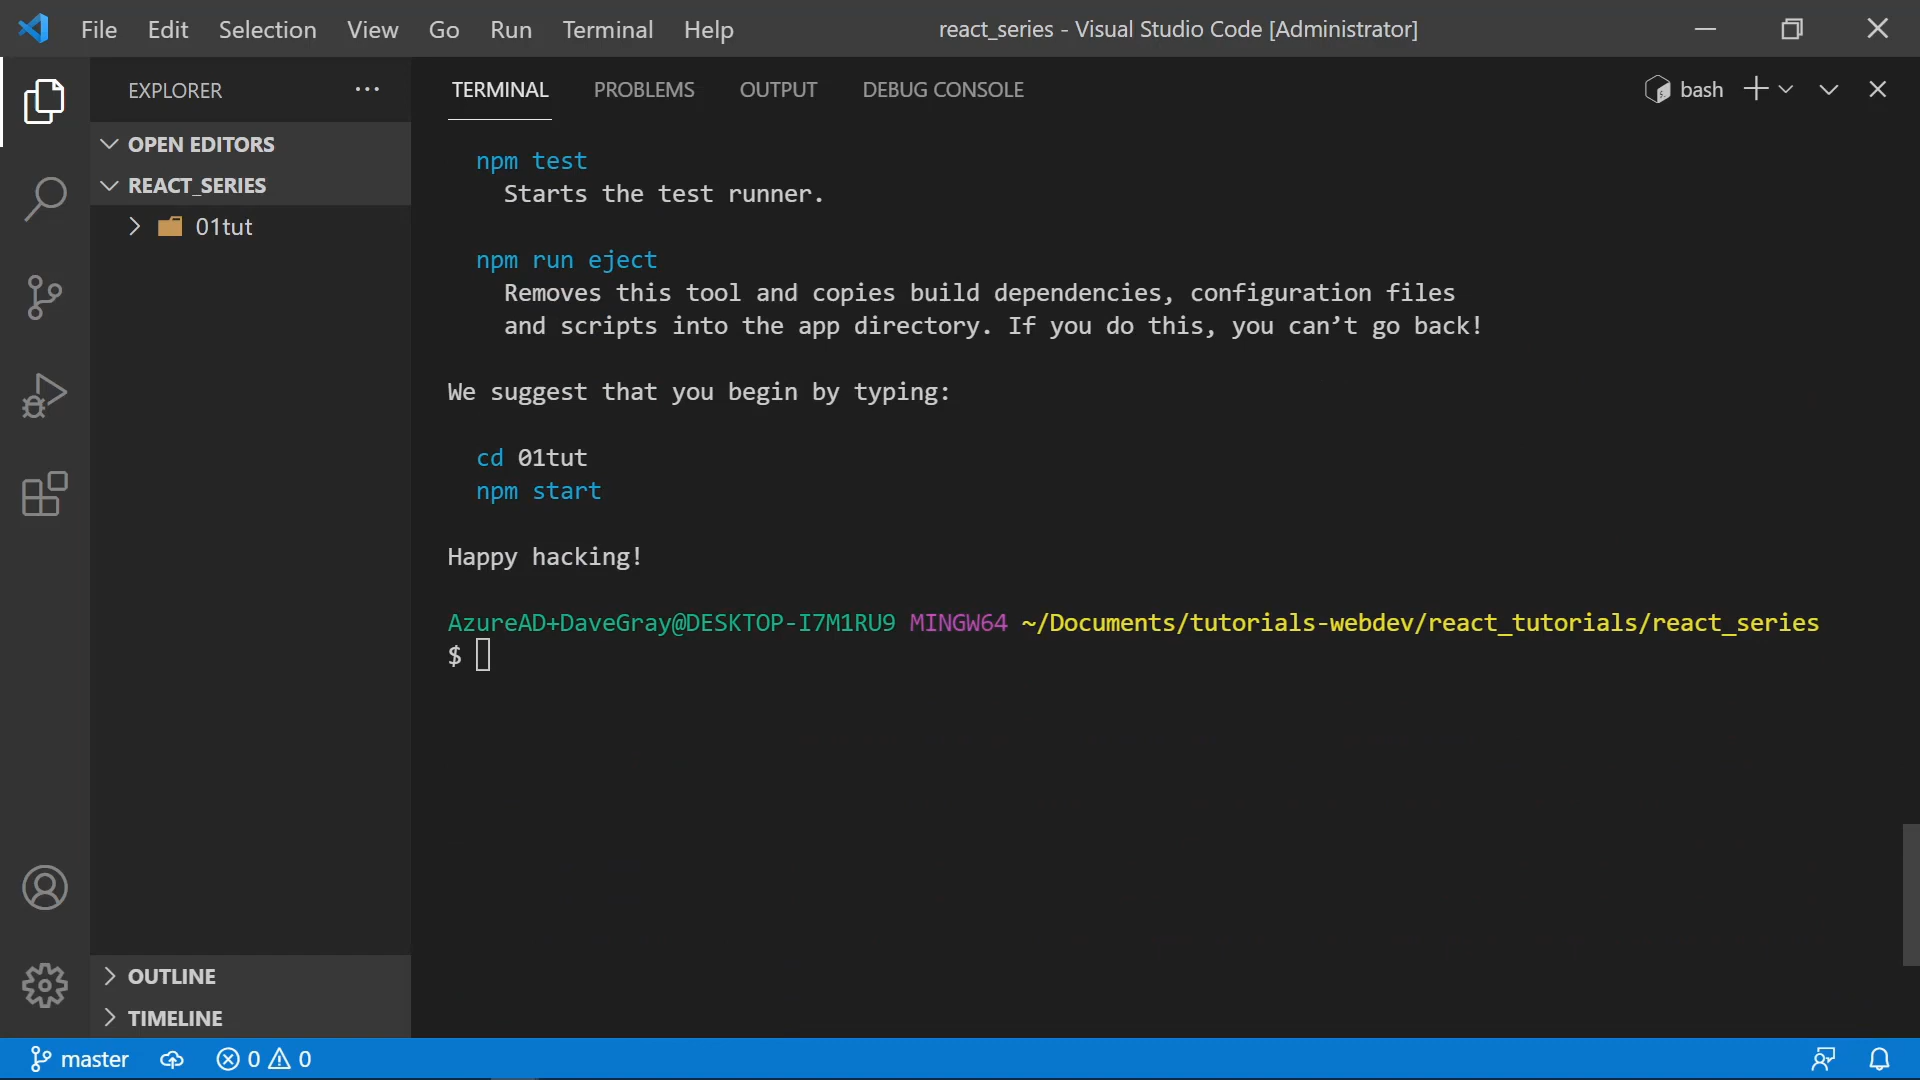 File Edit Selection View Go Run Terminal Help react_series - Visual Studio Code [Administrator]
EXPLORER
OPEN EDITORS
REACT_SERIES
01tut
OUTLINE
TIMELINE
TERMINAL PROBLEMS OUTPUT DEBUG CONSOLE bash
npm test
Starts the test runner.
npm run eject
Removes this tool and copies build dependencies, configuration files
and scripts into the app directory. If you do this, you can’t go back!
We suggest that you begin by typing:
cd 01tut
npm start
Happy hacking!
AzureAD+DaveGray@DESKTOP-I7M1RU9 MINGW64 ~/Documents/tutorials-webdev/react_tutorials/react_series
$
master 0 0